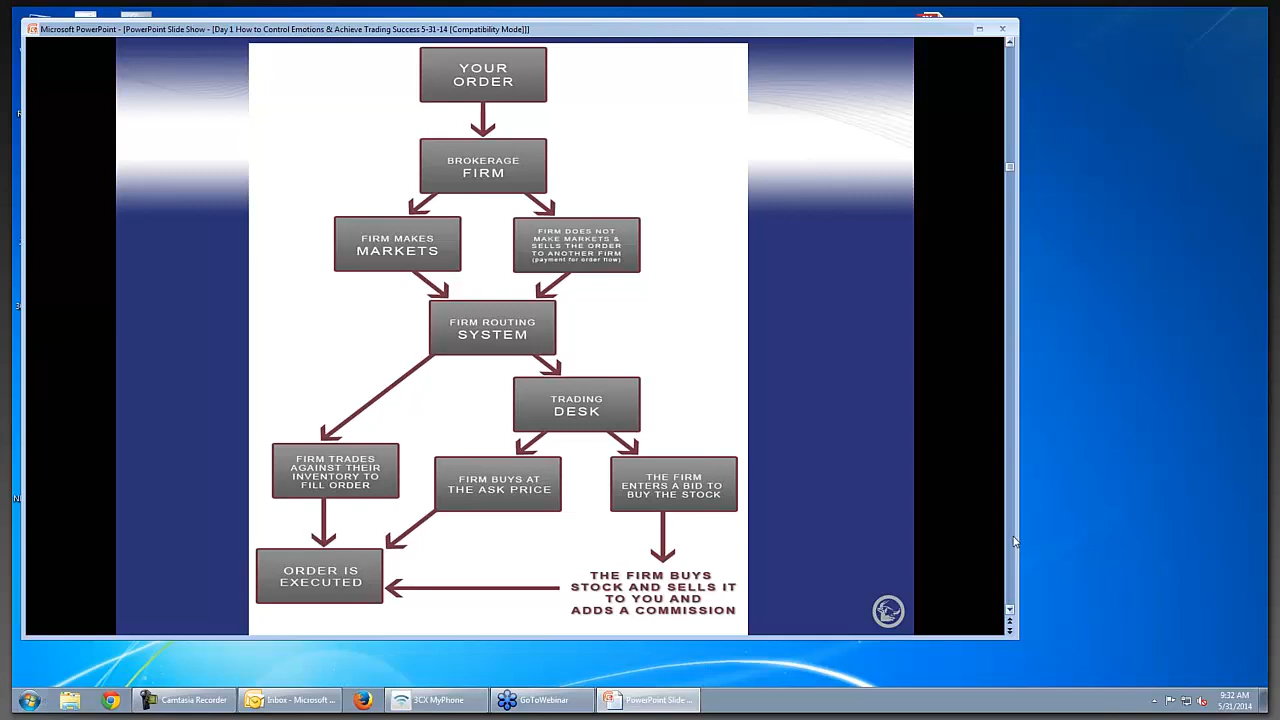 Microsoft PowerPoint - [PowerPoint Slide Show - [Day 1 How to Control Emotions & Achieve Trading Success 5-31-14 [Compatibility Mode]]]
YOUR
ORDER
BROKERAGE
FIRM
FIRM MAKES
MARKETS
FIRM DOES NOT
MAKE MARKETS &
SELLS THE ORDER
TO ANOTHER FIRM
(payment for order flow)
FIRM ROUTING
SYSTEM
TRADING
DESK
FIRM TRADES
AGAINST THEIR
INVENTORY TO
FILL ORDER
FIRM BUYS AT
THE ASK PRICE
THE FIRM
ENTERS A BID TO
BUY THE STOCK
ORDER IS
EXECUTED
THE FIRM BUYS
STOCK AND SELLS IT
TO YOU AND
ADDS A COMMISSION
Camtasia Recorder
Inbox - Microsoft ...
3CX MyPhone
GoToWebinar
PowerPoint Slide ...
9:32 AM
5/31/2014